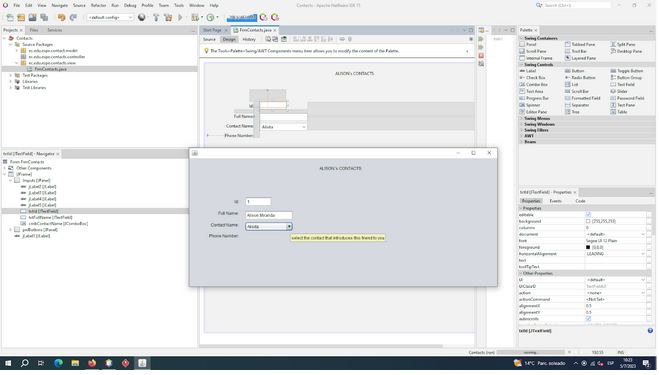 Contacts - Apache NetBeans IDE 15
File Edit View Navigate Source Refactor Run Debug Profile Team Tools Window Help
Search (Ctrl+I)
<default config>
Projects × Files Services
Start Page × FrmContacts.java ×
Palette ×
Contacts
Source Packages
ec.edu.espe.contact.model
ec.edu.espe.contacts.controller
ec.edu.espe.contacts.view
FrmContacts.java
Test Packages
Libraries
Test Libraries
Source Design History
The Tools>Palette>Swing/AWT Components menu item allows you to modify the content of the Palette.
ALISON's CONTACTS
Id:
Full Name:
Contact Name: Alisita
Phone Number:
Swing Containers
Panel Tabbed Pane Split Pane
Scroll Pane Tool Bar Desktop Pane
Internal Frame Layered Pane
Swing Controls
Label Button Toggle Button
Check Box Radio Button Button Group
Combo Box List Text Field
Text Area Scroll Bar Slider
Progress Bar Formatted Field Password Field
Spinner Separator Text Pane
Editor Pane Tree Table
Swing Menus
Swing Windows
Swing Fillers
AWT
Beans
txtId [JTextField] - Navigator ×
Form FrmContacts
Other Components
[JFrame]
Inputs [JPanel]
jLabel2 [JLabel]
jLabel3 [JLabel]
jLabel4 [JLabel]
jLabel5 [JLabel]
txtId [JTextField]
txtFullName [JTextField]
cmbContactName [JComboBox]
pnlButtons [JPanel]
jLabel1 [JLabel]
ALISON's CONTACTS
Id: 1
Full Name: Alison Miranda
Contact Name: Alisita
Phone Number:
select the contact that introduces this friend to you
txtId [JTextField] - Properties ×
Properties Events Code
Properties
editable
background [255,255,255]
columns 0
document <default>
font Segoe UI 12 Plain
foreground [0,0,0]
horizontalAlignment LEADING
text
toolTipText
Other Properties
UI <default>
UIClassID TextFieldUI
action <none>
actionCommand <Not Set>
alignmentX 0.5
alignmentY 0.5
autoscrolls
txtId [JTextField]
Contacts (run) running... INS
14°C Parc. soleado ESP 18:23 5/7/2023